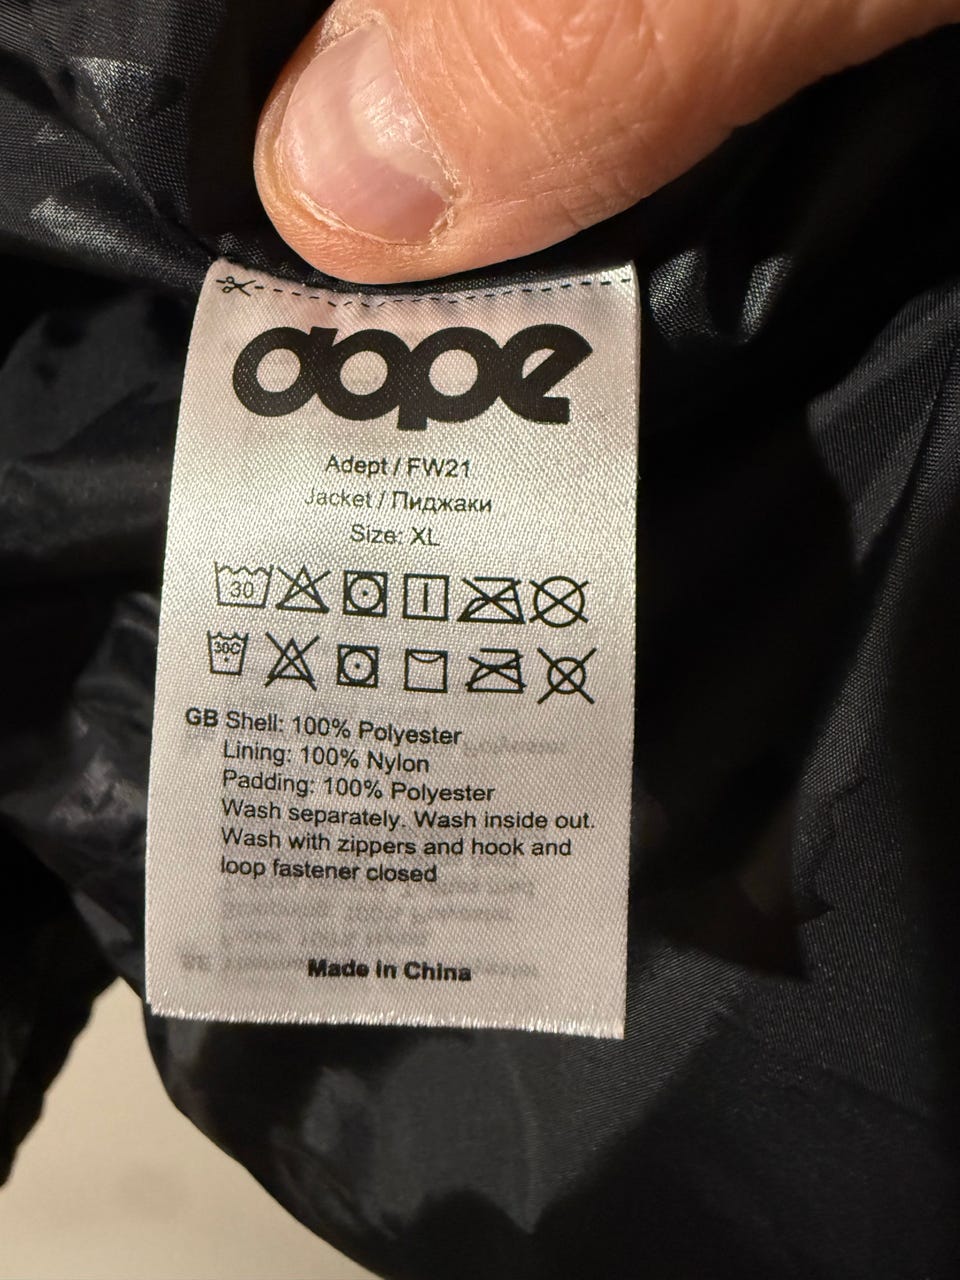 dope
Adept / FW21
Jacket / Пиджаки
Size: XL
30
30C
GB Shell: 100% Polyester
Lining: 100% Nylon
Padding: 100% Polyester
Wash separately. Wash inside out.
Wash with zippers and hook and
loop fastener closed
Made in China